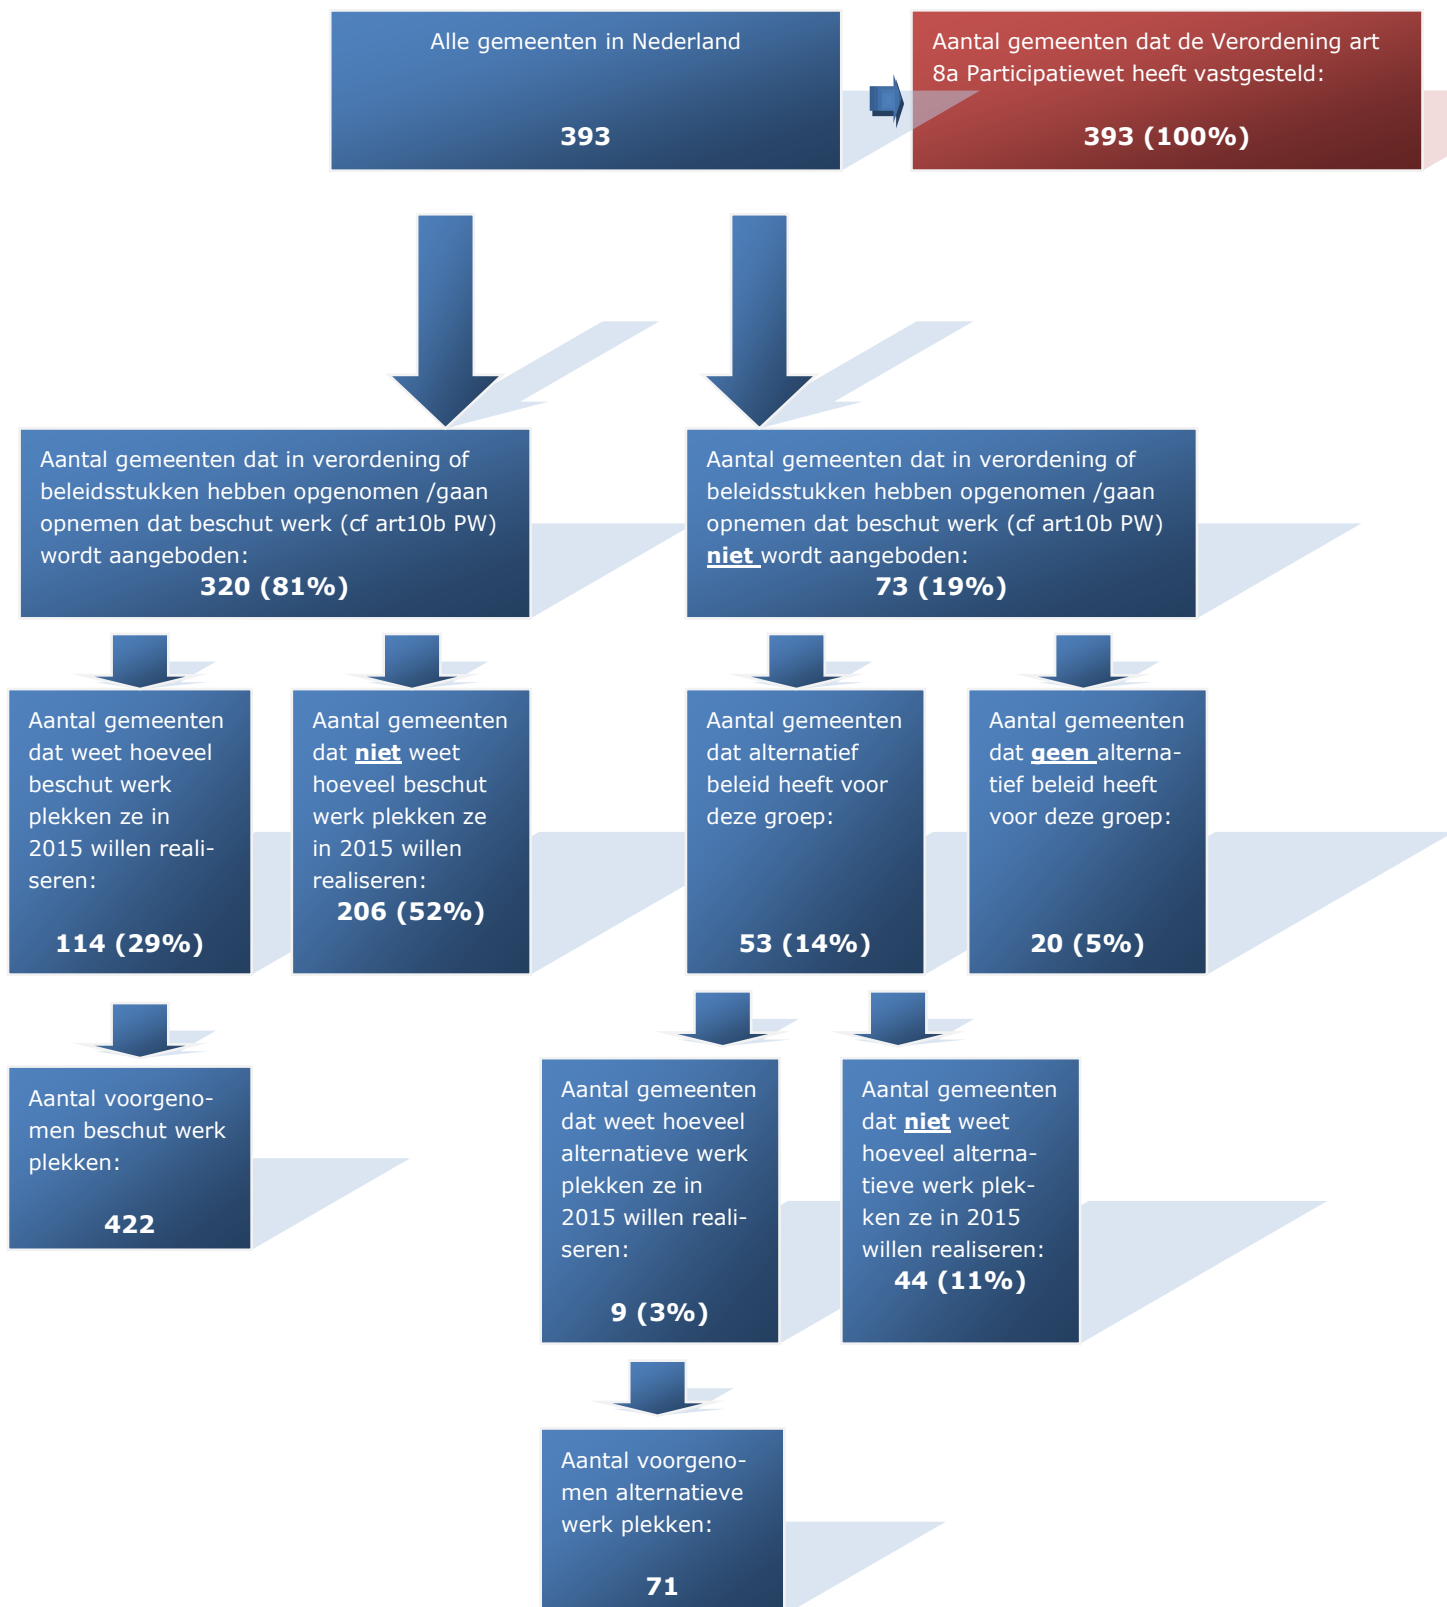 Alle gemeenten in Nederland
393
Aantal gemeenten dat de Verordening art
8a Participatiewet heeft vastgesteld:
393 (100%)
Aantal gemeenten dat in verordening of
beleidsstukken hebben opgenomen /gaan
opnemen dat beschut werk (cf art10b PW)
wordt aangeboden:
320 (81%)
Aantal gemeenten dat in verordening of
beleidsstukken hebben opgenomen /gaan
opnemen dat beschut werk (cf art10b PW)
niet wordt aangeboden:
73 (19%)
Aantal gemeenten
dat weet hoeveel
beschut werk
plekken ze in
2015 willen reali-
seren:
114 (29%)
Aantal gemeenten
dat niet weet
hoeveel beschut
werk plekken ze
in 2015 willen
realiseren:
206 (52%)
Aantal gemeenten
dat alternatief
beleid heeft voor
deze groep:
53 (14%)
Aantal gemeenten
dat geen alterna-
tief beleid heeft
voor deze groep:
20 (5%)
Aantal voorgeno-
men beschut werk
plekken:
422
Aantal gemeenten
dat weet hoeveel
alternatieve werk
plekken ze in
2015 willen reali-
seren:
9 (3%)
Aantal gemeenten
dat niet weet
hoeveel alterna-
tieve werk plek-
ken ze in 2015
willen realiseren:
44 (11%)
Aantal voorgeno-
men alternatieve
werk plekken:
71